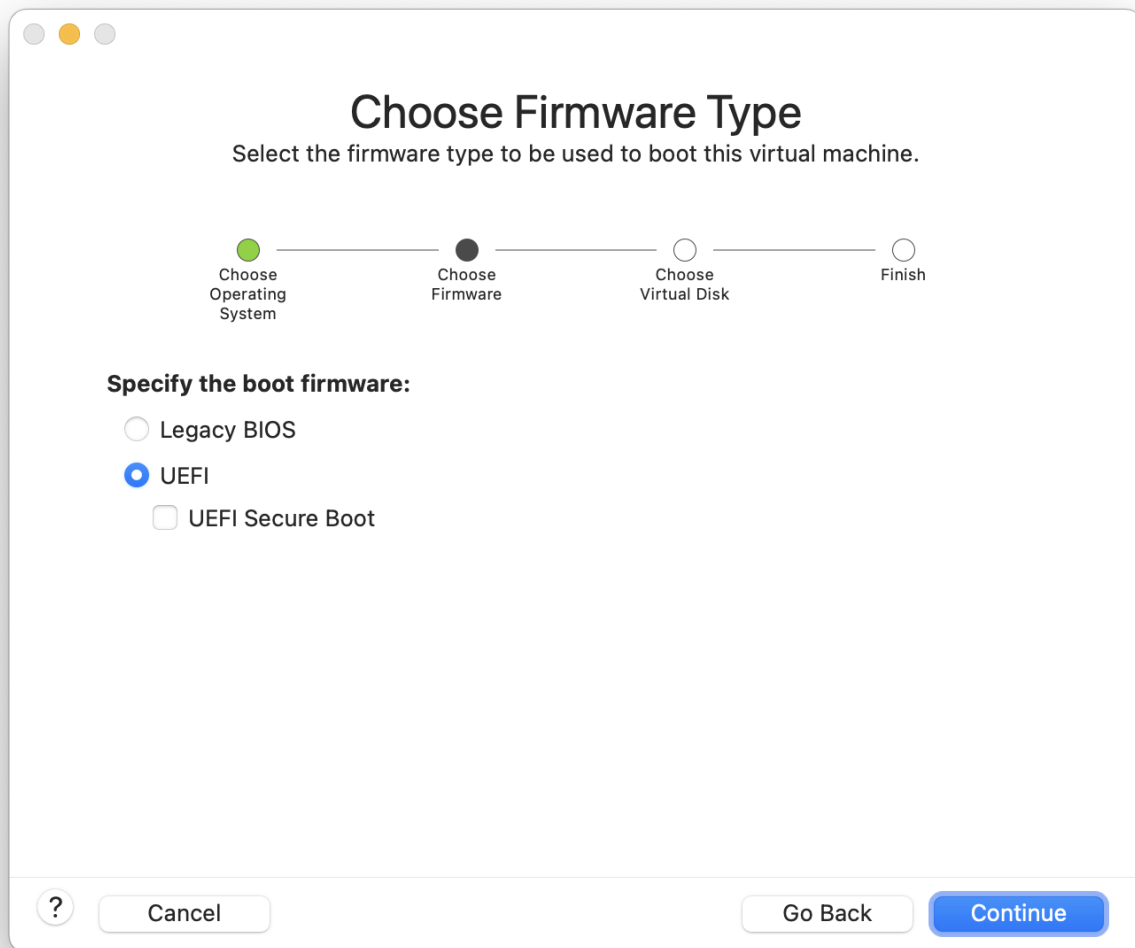 Choose Firmware Type
Select the firmware type to be used to boot this virtual machine.
Choose
Operating
System
Choose
Firmware
Choose
Virtual Disk
Finish
Specify the boot firmware:
Legacy BIOS
UEFI
UEFI Secure Boot
?
Cancel
Go Back
Continue